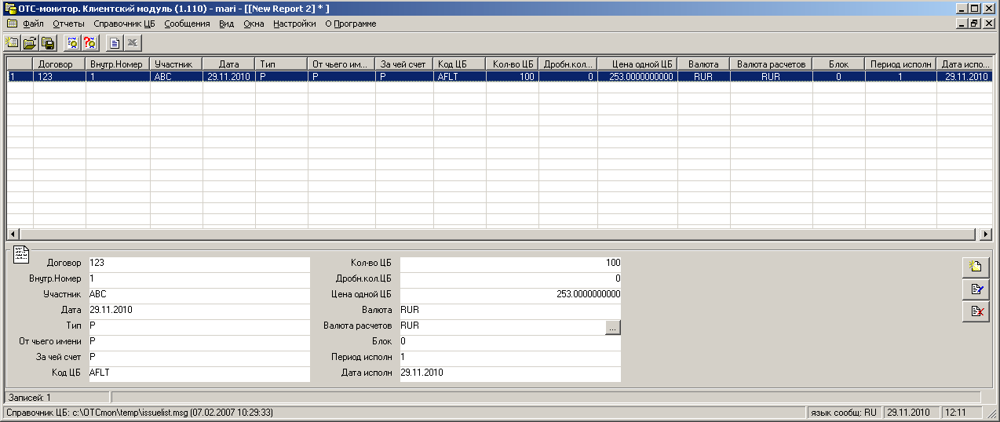 ОТС-монитор. Клиентский модуль (1.110) - mari - [[New Report 2] * ]
Файл Отчеты Справочник ЦБ Сообщения Вид Окна Настройки О Программе
Договор Внутр.Номер Участник Дата Тип От чьего им... За чей счет Код ЦБ Кол-во ЦБ Дробн.кол... Цена одной ЦБ Валюта Валюта расчетов Блок Период исполн Дата испо...
1 123 1 ABC 29.11.2010 P P P AFLT 100 0 253.0000000000 RUR RUR 0 1 29.11.2010
Договор 123 Кол-во ЦБ 100
Внутр.Номер 1 Дробн.кол.ЦБ 0
Участник ABC Цена одной ЦБ 253.0000000000
Дата 29.11.2010 Валюта RUR
Тип P Валюта расчетов RUR ...
От чьего имени P Блок 0
За чей счет P Период исполн 1
Код ЦБ AFLT Дата исполн 29.11.2010
Записей: 1
Справочник ЦБ: c:\OTCmon\temp\issuelist.msg (07.02.2007 10:29:33) язык сообщ: RU 29.11.2010 12:11